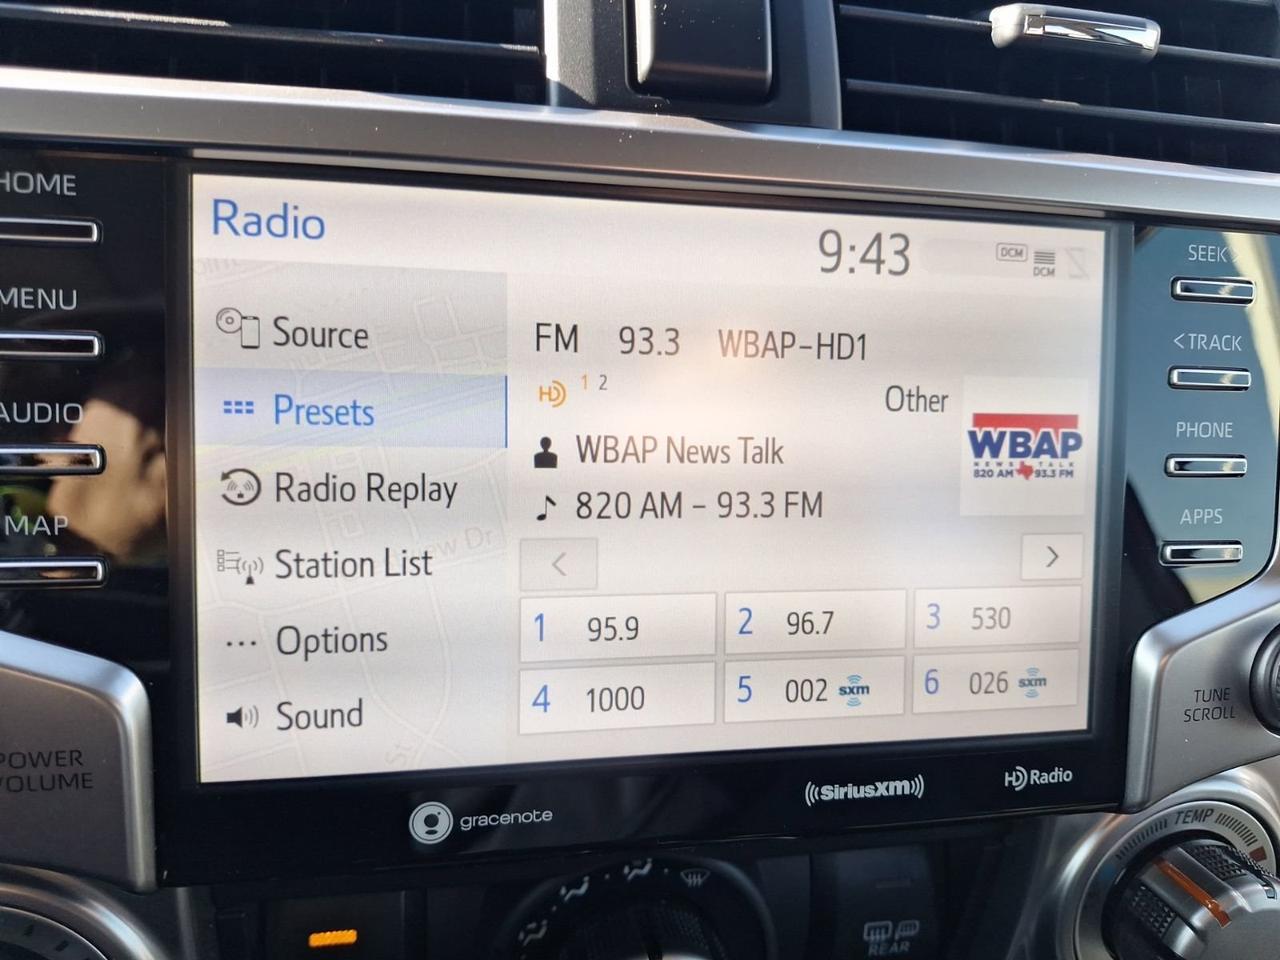 HOME
MENU
AUDIO
MAP
POWER
VOLUME
Radio
9:43
DCM
DCM
Source
Presets
Radio Replay
Station List
Options
Sound
FM 93.3 WBAP-HD1
HD 1 2
Other
WBAP News Talk
820 AM - 93.3 FM
WBAP
NEWS TALK
820 AM 93.3 FM
<
>
1 95.9
2 96.7
3 530
4 1000
5 002 sxm
6 026 sxm
gracenote
((SiriusXM))
HD Radio
SEEK >
< TRACK
PHONE
APPS
TUNE
SCROLL
TEMP
REAR